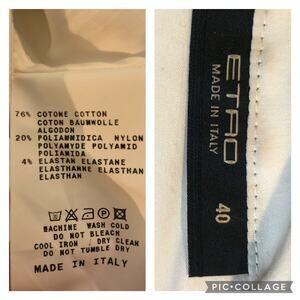 76% COTONE COTTON
COTON BAUMWOLLE
ALGODON
20% POLIAMMIDICA NYLON
POLYAMYDE POLYAMID
POLIAMIDA
4% ELASTAN ELASTANE
ELASTHANNE ELASTHAN
ELASTHAN
MACHINE WASH COLD
DO NOT BLEACH
COOL IRON / DRY CLEAN
DO NOT TUMBLE DRY
MADE IN ITALY
ETRO
MADE IN ITALY
40
PIC•COLLAGE